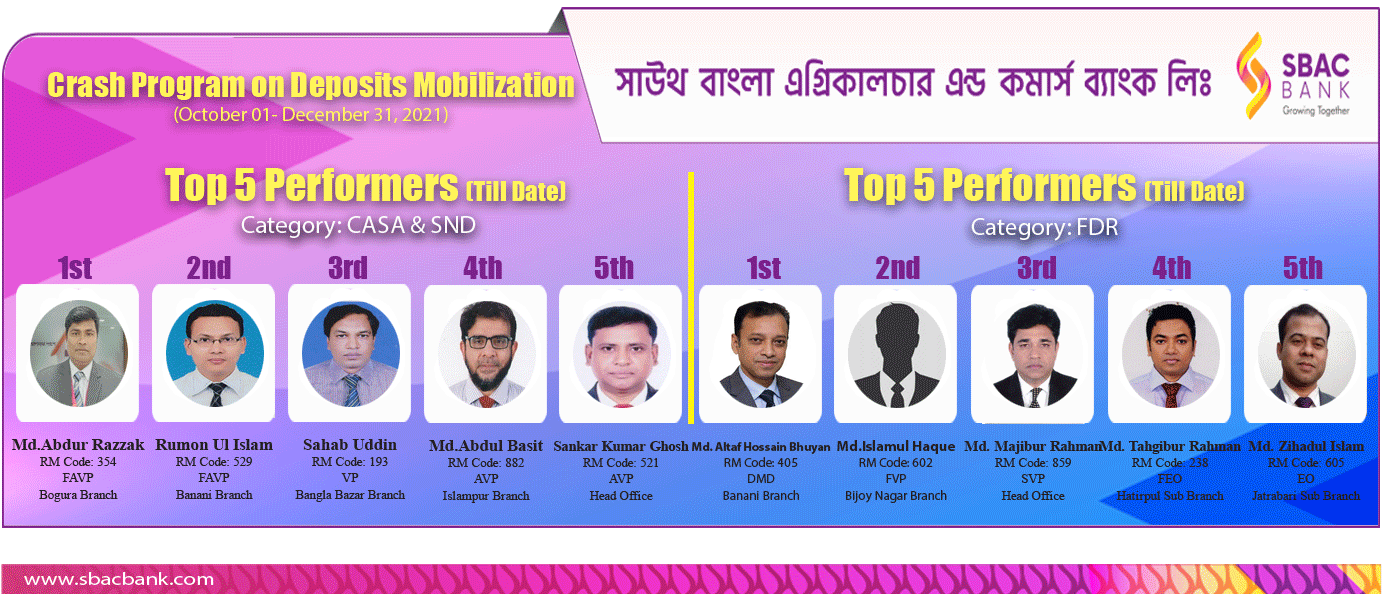 Crash Program on Deposits Mobilization
(October 01- December 31, 2021)
সাউথ বাংলা এগ্রিকালচার এন্ড কমার্স ব্যাংক লিঃ
SBAC
BANK
Growing Together
Top 5 Performers (Till Date)
Category: CASA & SND
1st 2nd 3rd 4th 5th
Md.Abdur Razzak Rumon Ul Islam Sahab Uddin Md.Abdul Basit Sankar Kumar Ghosh
RM Code: 354 RM Code: 529 RM Code: 193 RM Code: 882 RM Code: 521
FAVP FAVP VP AVP AVP
Bogura Branch Banani Branch Bangla Bazar Branch Islampur Branch Head Office
Top 5 Performers (Till Date)
Category: FDR
1st 2nd 3rd 4th 5th
Md. Altaf Hossain Bhuyan Md.Islamul Haque Md. Majibur Rahman Md. Tahgibur Rahman Md. Zihadul Islam
RM Code: 405 RM Code: 602 RM Code: 859 RM Code: 238 RM Code: 605
DMD FVP SVP FEO EO
Banani Branch Bijoy Nagar Branch Head Office Hatirpul Sub Branch Jatrabari Sub Branch
www.sbacbank.com